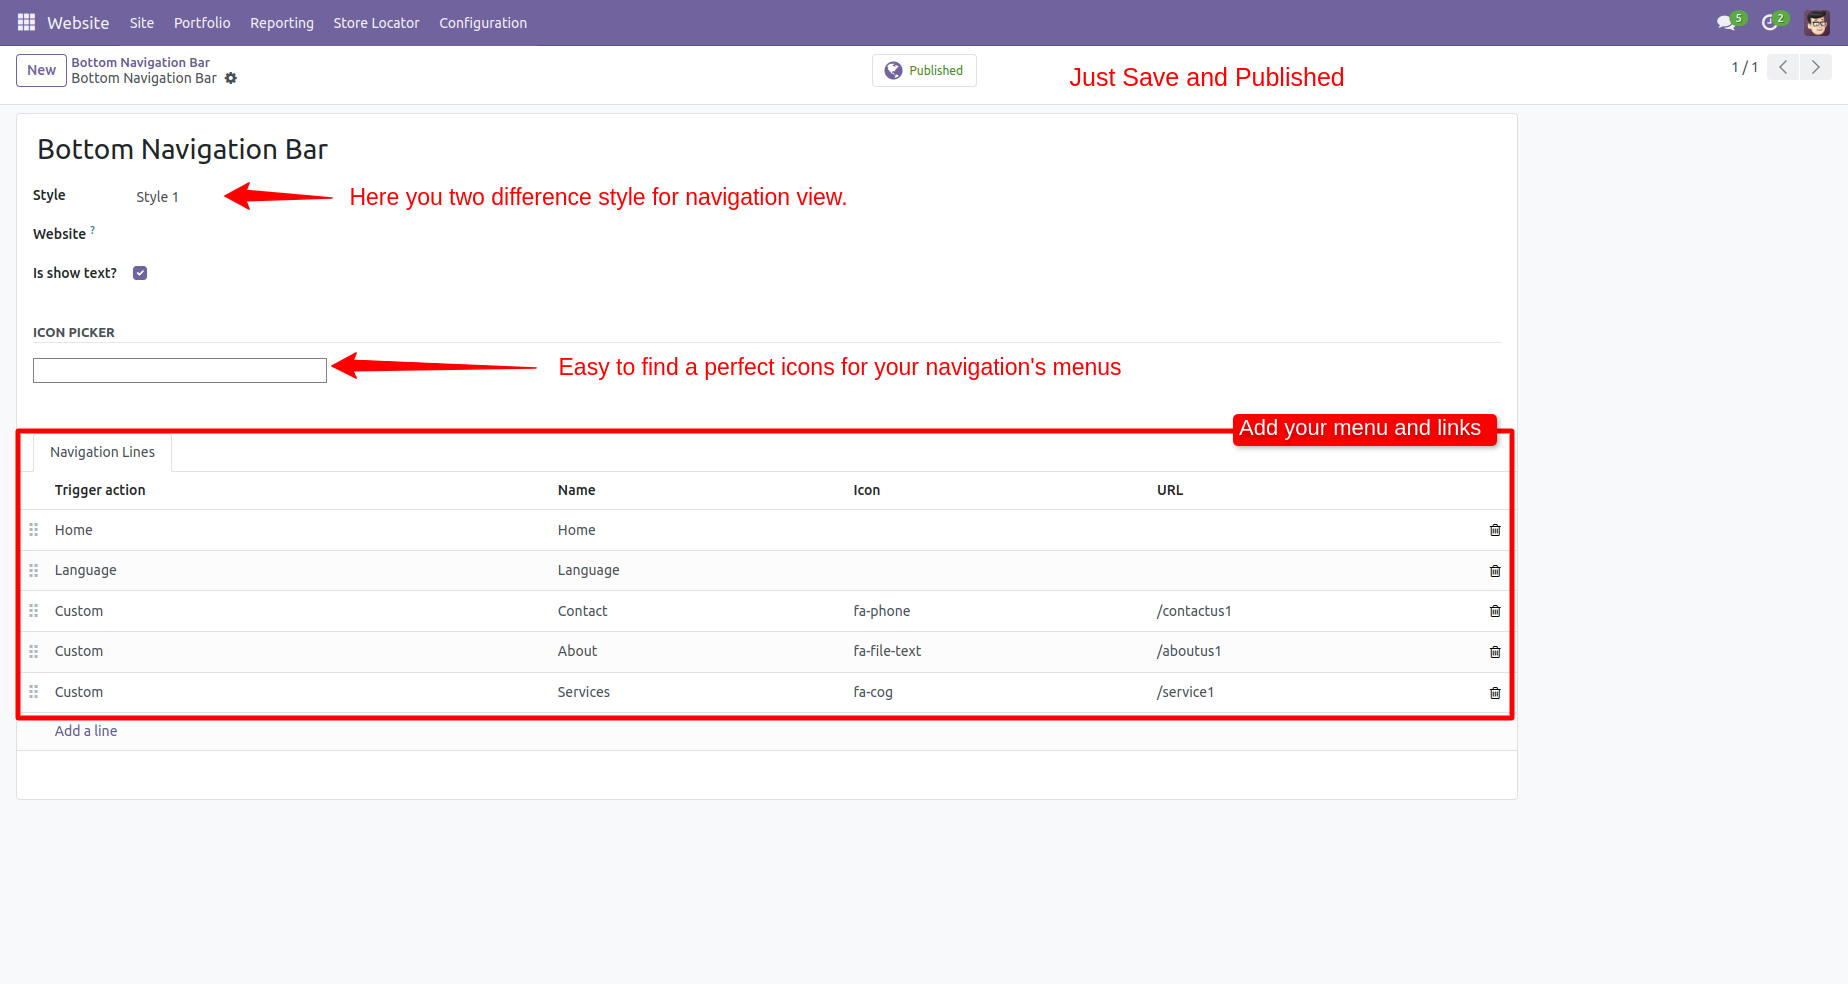 Website Site Portfolio Reporting Store Locator Configuration 5 2
New Bottom Navigation Bar
Bottom Navigation Bar
Published
Just Save and Published
1 / 1
Bottom Navigation Bar
Style Style 1
Here you two difference style for navigation view.
Website ?
Is show text?
ICON PICKER
Easy to find a perfect icons for your navigation's menus
Add your menu and links
Navigation Lines
Trigger action Name Icon URL
Home Home
Language Language
Custom Contact fa-phone /contactus1
Custom About fa-file-text /aboutus1
Custom Services fa-cog /service1
Add a line